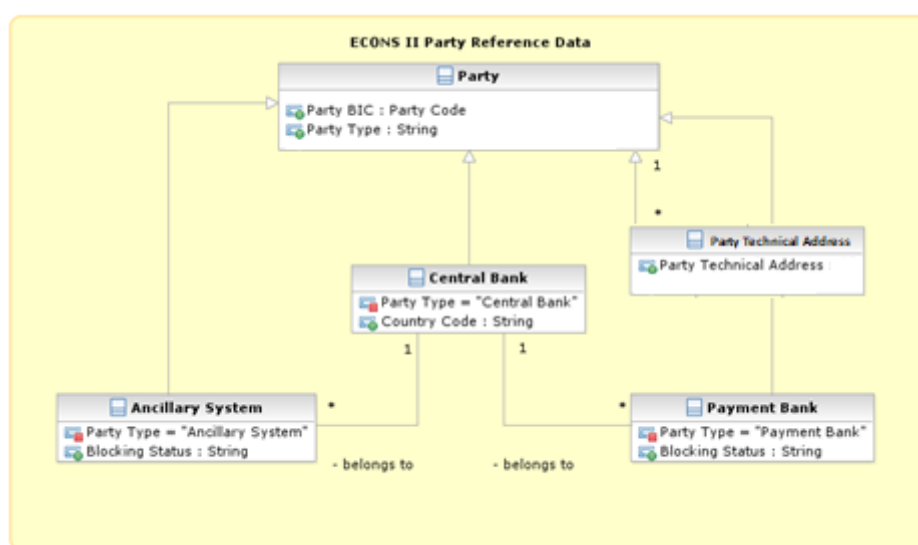 ECONS II Party Reference Data
Party
Party BIC : Party Code
Party Type : String
1
*
Party Technical Address
Party Technical Address :
Central Bank
Party Type = "Central Bank"
Country Code : String
1
1
Ancillary System
Party Type = "Ancillary System"
Blocking Status : String
*
- belongs to
*
- belongs to
Payment Bank
Party Type = "Payment Bank"
Blocking Status : String